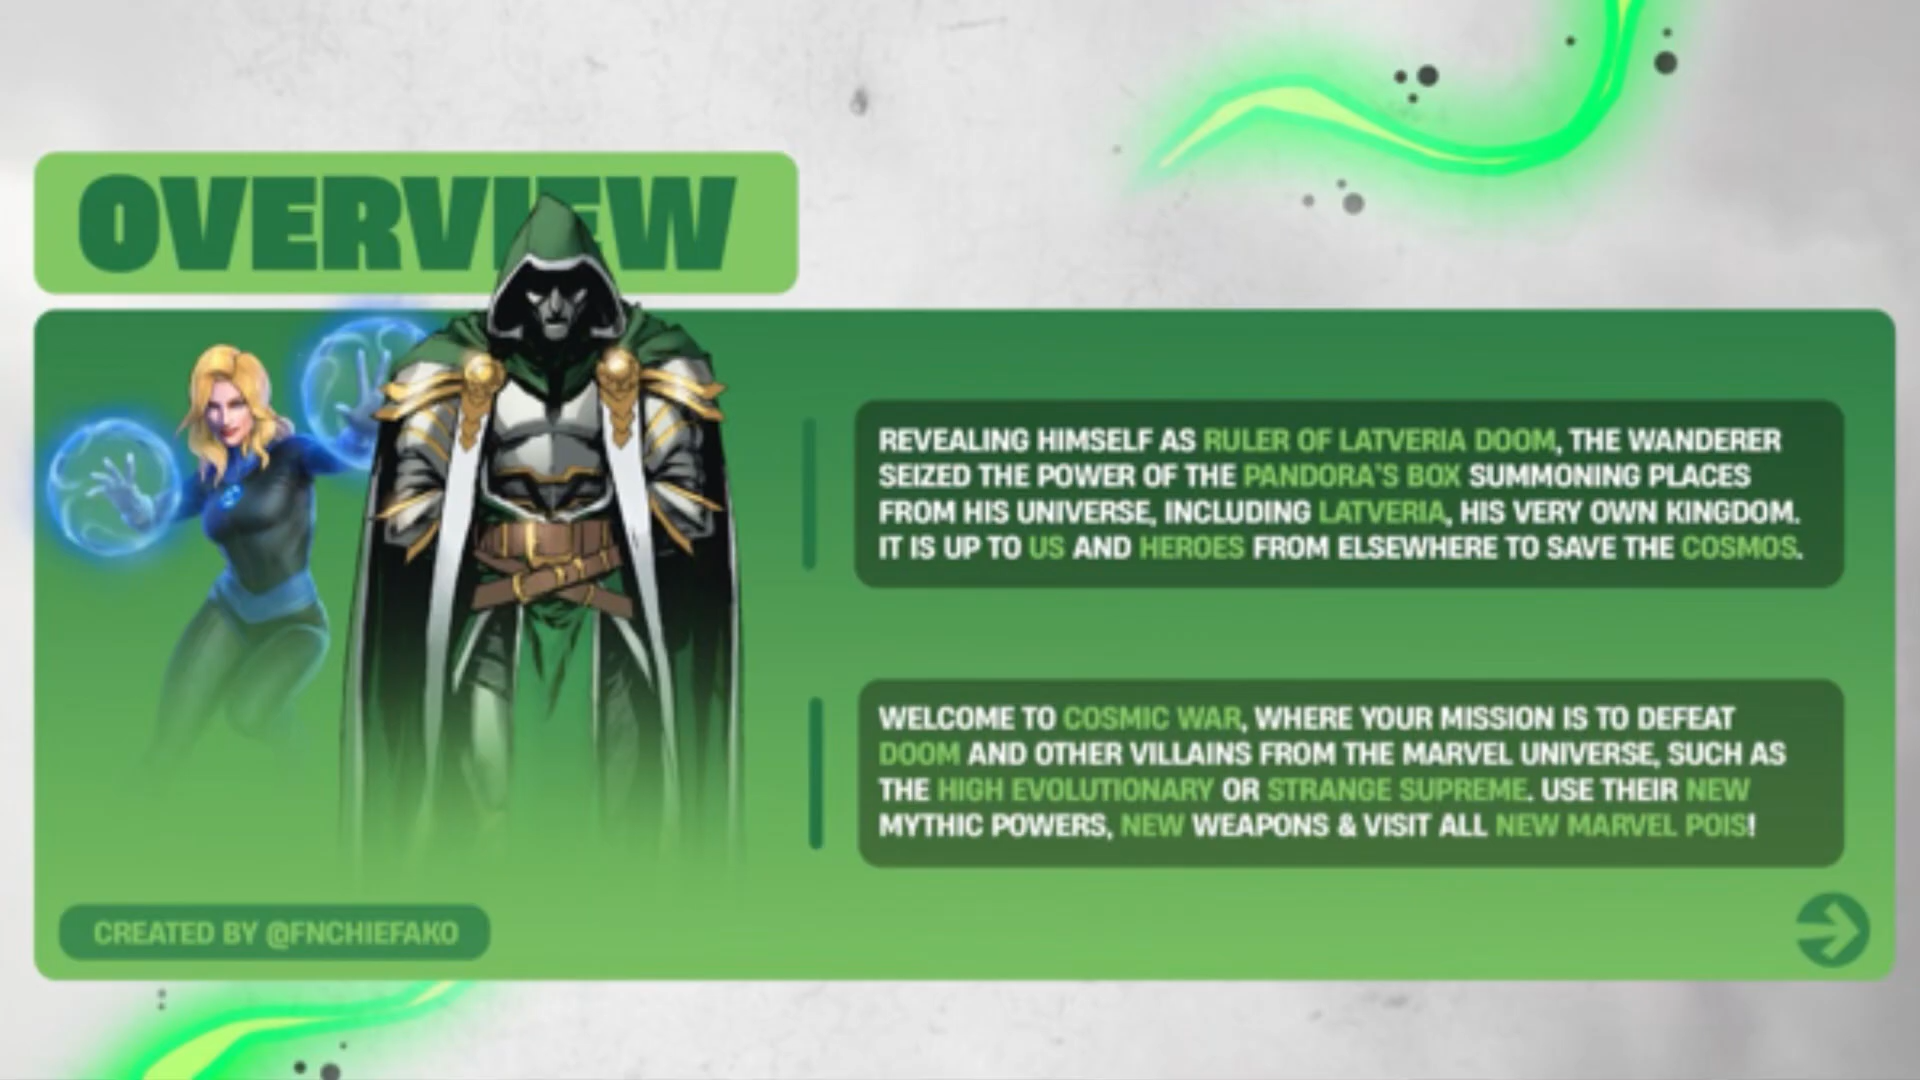 OVERVIEW
REVEALING HIMSELF AS RULER OF LATVERIA DOOM, THE WANDERER
SEIZED THE POWER OF THE PANDORA'S BOX SUMMONING PLACES
FROM HIS UNIVERSE, INCLUDING LATVERIA, HIS VERY OWN KINGDOM.
IT IS UP TO US AND HEROES FROM ELSEWHERE TO SAVE THE COSMOS.
WELCOME TO COSMIC WAR, WHERE YOUR MISSION IS TO DEFEAT
DOOM AND OTHER VILLAINS FROM THE MARVEL UNIVERSE, SUCH AS
THE HIGH EVOLUTIONARY OR STRANGE SUPREME. USE THEIR NEW
MYTHIC POWERS, NEW WEAPONS & VISIT ALL NEW MARVEL POIS!
CREATED BY @FNCHIEFAKO